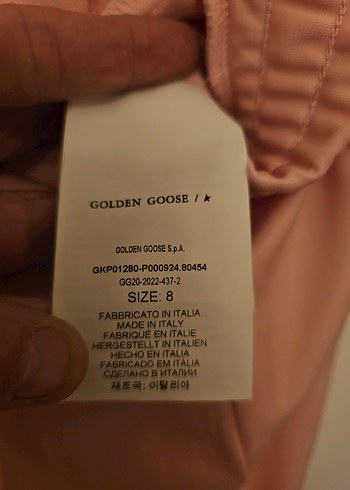 GOLDEN GOOSE / ★
GOLDEN GOOSE S.p.A.
GKP01280-P000924.80454
GG20-2022-437-2
SIZE: 8
FABBRICATO IN ITALIA
MADE IN ITALY
FABRIQUÉ EN ITALIE
HERGESTELLT IN ITALIEN
HECHO EN ITALIA
FABRICADO EM ITÁLIA
СДЕЛАНО В ИТАЛИИ
제조국: 이탈리아